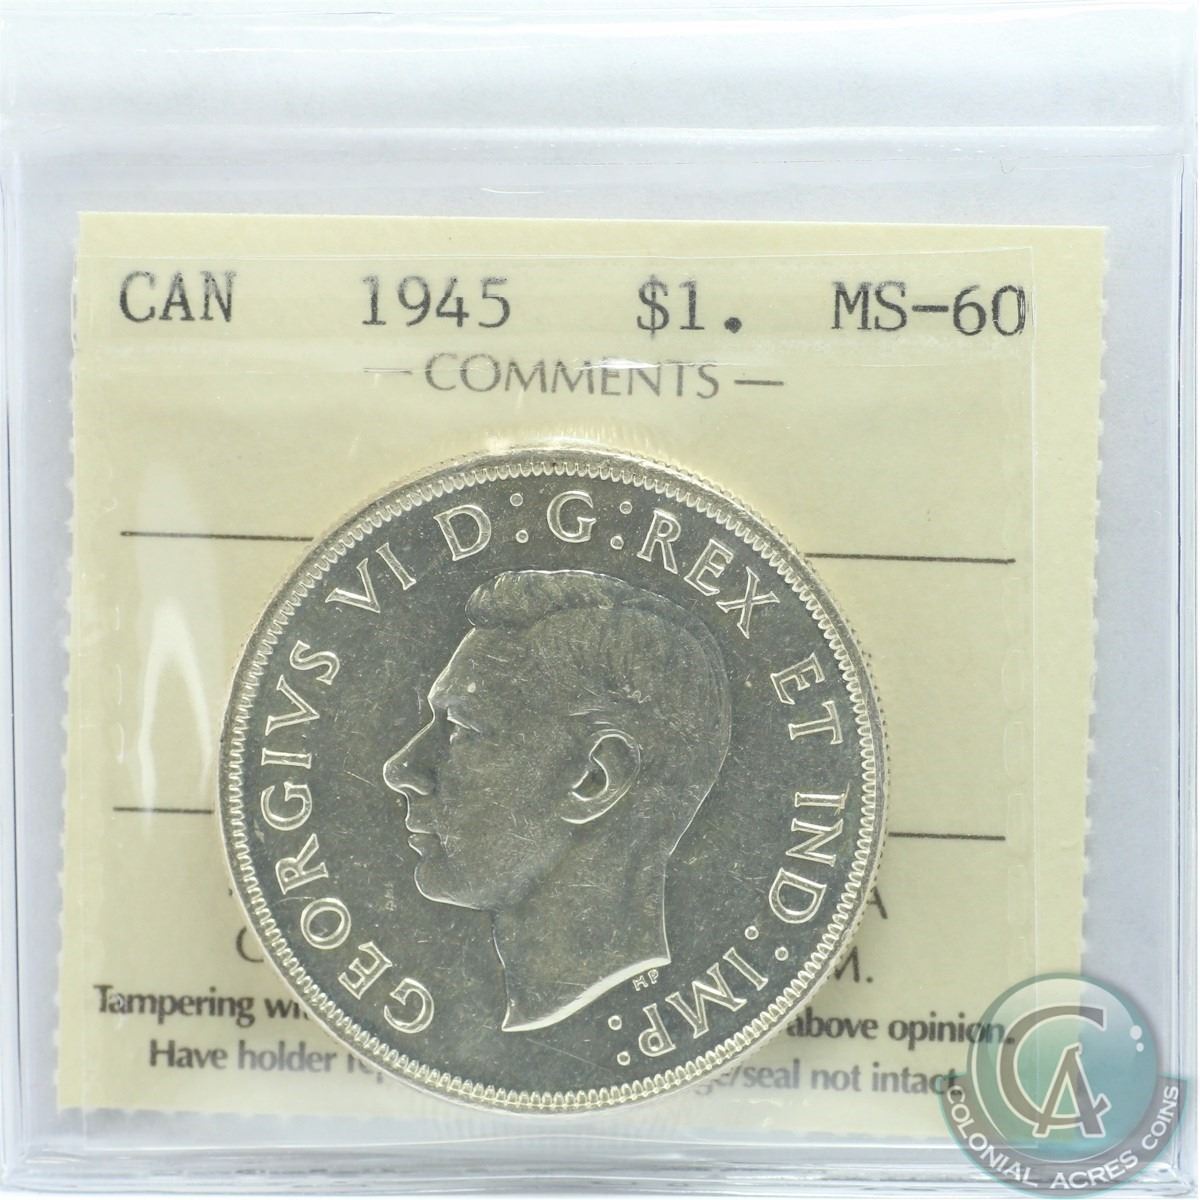 CAN 1945 $1. MS-60
— COMMENTS —
GEORGIVS VI D:G:REX ET IND:IMP:
HP
A
M.
Tampering above opinion.
Have holder /seal not intact
CA
COLONIAL ACRES COINS